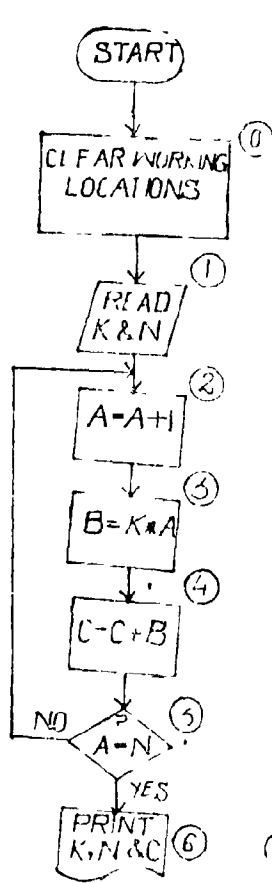 START
0
CLEAR WORKING
LOCATIONS
1
READ
K & N
2
A=A+1
3
B=K*A
4
C=C+B
5
NO
A=N
YES
PRINT
K,N &C
6